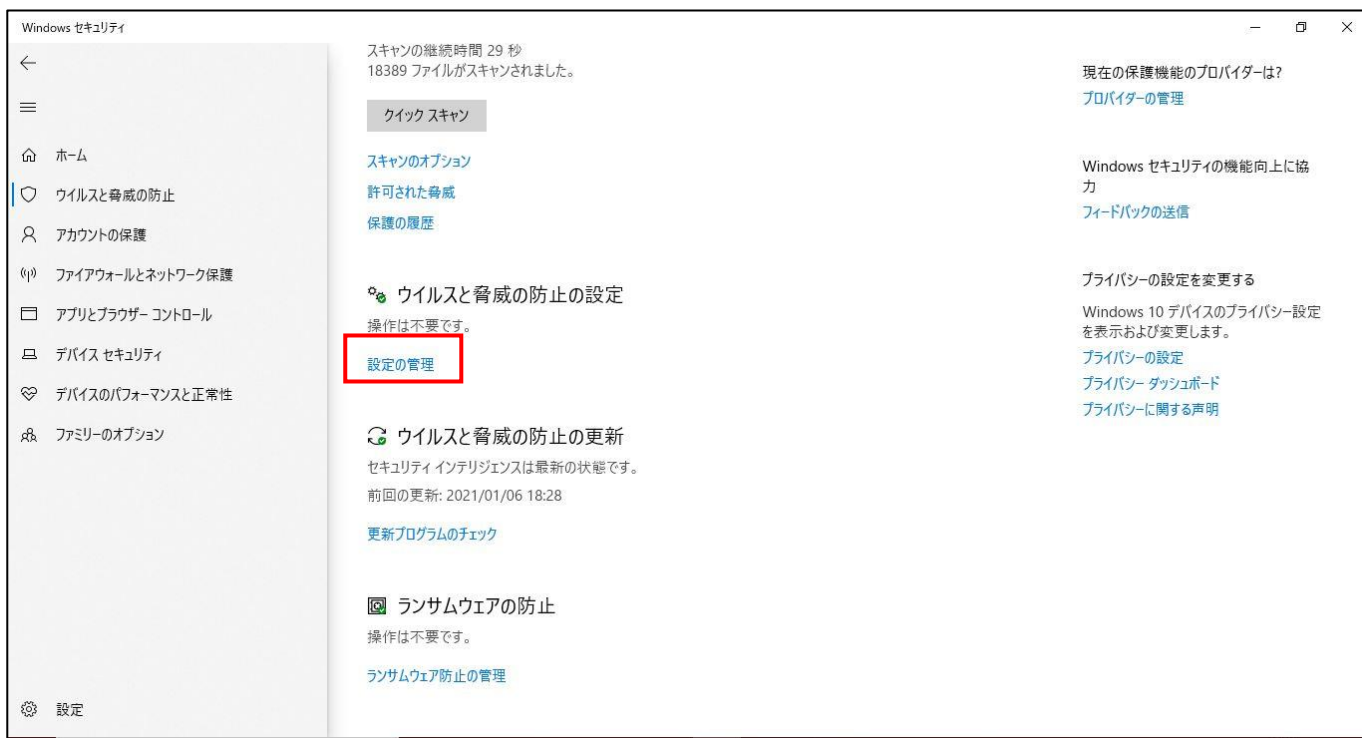 Windows セキュリティ
ホーム
ウイルスと脅威の防止
アカウントの保護
ファイアウォールとネットワーク保護
アプリとブラウザー コントロール
デバイス セキュリティ
デバイスのパフォーマンスと正常性
ファミリーのオプション
設定
スキャンの継続時間 29 秒
18389 ファイルがスキャンされました。
クイック スキャン
スキャンのオプション
許可された脅威
保護の履歴
ウイルスと脅威の防止の設定
操作は不要です。
設定の管理
ウイルスと脅威の防止の更新
セキュリティ インテリジェンスは最新の状態です。
前回の更新: 2021/01/06 18:28
更新プログラムのチェック
ランサムウェアの防止
操作は不要です。
ランサムウェア防止の管理
現在の保護機能のプロバイダーは?
プロバイダーの管理
Windows セキュリティの機能向上に協
力
フィードバックの送信
プライバシーの設定を変更する
Windows 10 デバイスのプライバシー設定
を表示および変更します。
プライバシーの設定
プライバシー ダッシュボード
プライバシーに関する声明